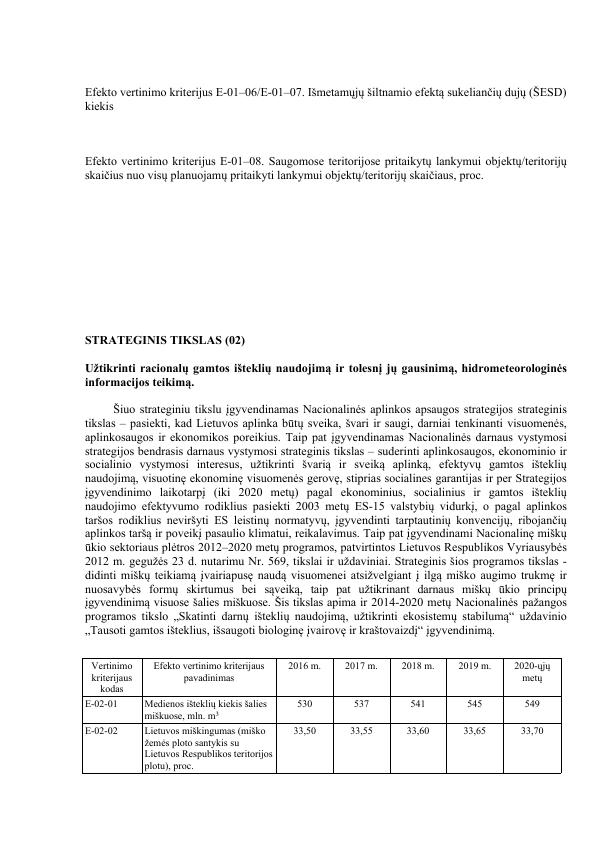 Efekto vertinimo kriterijus E-01–06/E-01–07. Išmetamųjų šiltnamio efektą sukeliančių dujų (ŠESD)
kiekis
Efekto vertinimo kriterijus E-01–08. Saugomose teritorijose pritaikytų lankymui objektų/teritorijų
skaičius nuo visų planuojamų pritaikyti lankymui objektų/teritorijų skaičiaus, proc.
STRATEGINIS TIKSLAS (02)
Užtikrinti racionalų gamtos išteklių naudojimą ir tolesnį jų gausinimą, hidrometeorologinės
informacijos teikimą.
Šiuo strateginiu tikslu įgyvendinamas Nacionalinės aplinkos apsaugos strategijos strateginis
tikslas – pasiekti, kad Lietuvos aplinka būtų sveika, švari ir saugi, darniai tenkinanti visuomenės,
aplinkosaugos ir ekonomikos poreikius. Taip pat įgyvendinamas Nacionalinės darnaus vystymosi
strategijos bendrasis darnaus vystymosi strateginis tikslas – suderinti aplinkosaugos, ekonominio ir
socialinio vystymosi interesus, užtikrinti švarią ir sveiką aplinką, efektyvų gamtos išteklių
naudojimą, visuotinę ekonominę visuomenės gerovę, stiprias socialines garantijas ir per Strategijos
įgyvendinimo laikotarpį (iki 2020 metų) pagal ekonominius, socialinius ir gamtos išteklių
naudojimo efektyvumo rodiklius pasiekti 2003 metų ES-15 valstybių vidurkį, o pagal aplinkos
taršos rodiklius neviršyti ES leistinų normatyvų, įgyvendinti tarptautinių konvencijų, ribojančių
aplinkos taršą ir poveikį pasaulio klimatui, reikalavimus. Taip pat įgyvendinami Nacionalinę miškų
ūkio sektoriaus plėtros 2012–2020 metų programos, patvirtintos Lietuvos Respublikos Vyriausybės
2012 m. gegužės 23 d. nutarimu Nr. 569, tikslai ir uždaviniai. Strateginis šios programos tikslas -
didinti miškų teikiamą įvairiapusę naudą visuomenei atsižvelgiant į ilgą miško augimo trukmę ir
nuosavybės formų skirtumus bei sąveiką, taip pat užtikrinant darnaus miškų ūkio principų
įgyvendinimą visuose šalies miškuose. Šis tikslas apima ir 2014-2020 metų Nacionalinės pažangos
programos tikslo „Skatinti darnų išteklių naudojimą, užtikrinti ekosistemų stabilumą“ uždavinio
„Tausoti gamtos išteklius, išsaugoti biologinę įvairovę ir kraštovaizdį“ įgyvendinimą.
Vertinimo kriterijaus kodas Efekto vertinimo kriterijaus pavadinimas 2016 m. 2017 m. 2018 m. 2019 m. 2020-ųjų metų
E-02-01 Medienos išteklių kiekis šalies miškuose, mln. m³ 530 537 541 545 549
E-02-02 Lietuvos miškingumas (miško žemės ploto santykis su Lietuvos Respublikos teritorijos plotu), proc. 33,50 33,55 33,60 33,65 33,70